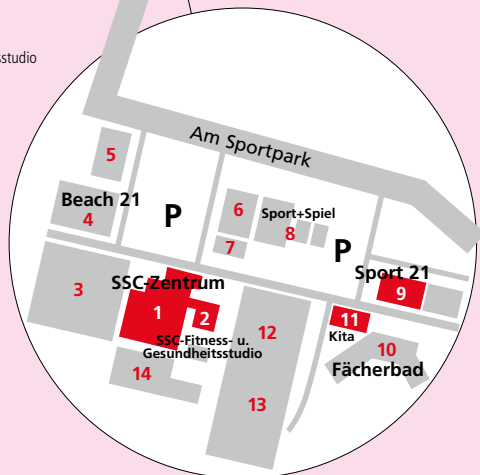 sstudio
Am Sportpark
5
Beach 21
4
P
6
Sport+Spiel
8
7
P
Sport 21
9
3
SSC-Zentrum
1
2
SSC-Fitness- u.
Gesundheitsstudio
12
11
Kita
10
Fächerbad
14
13